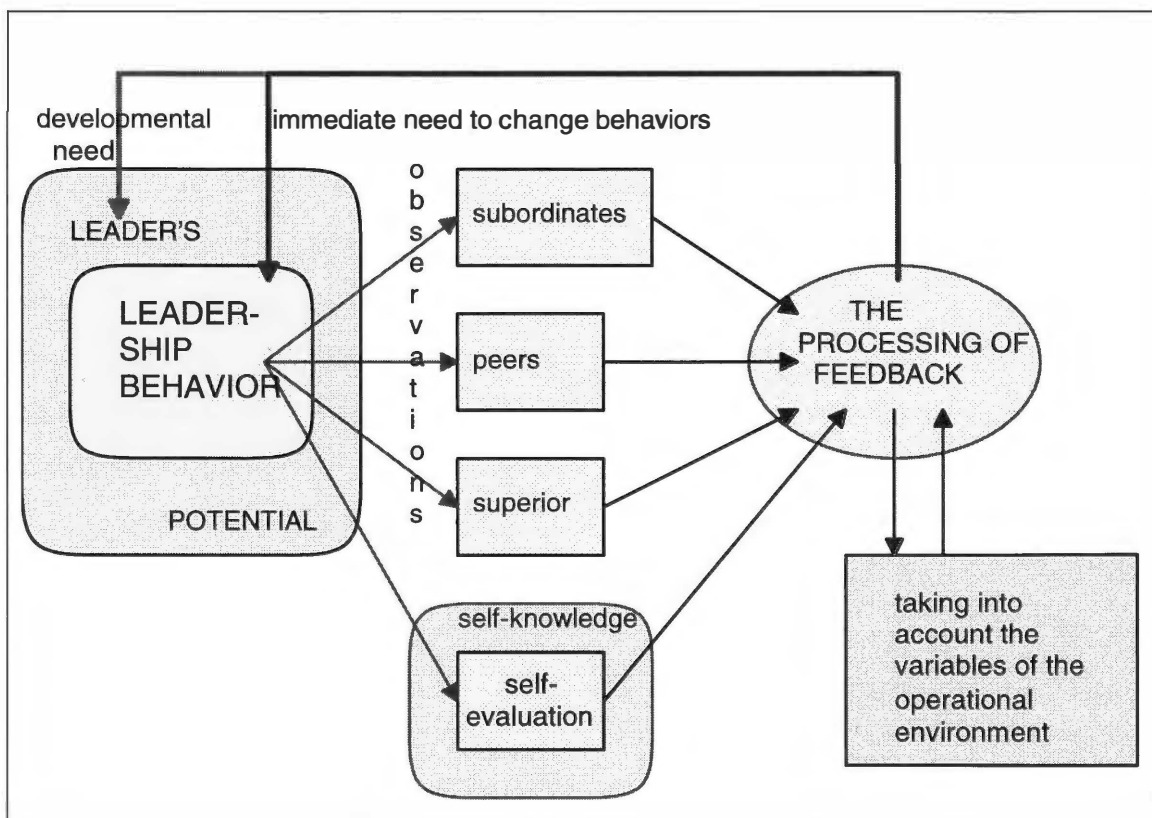 developmental
need
immediate need to change behaviors
LEADER'S
LEADER-
SHIP
BEHAVIOR
POTENTIAL
observations
subordinates
peers
superior
self-knowledge
self-
evaluation
THE
PROCESSING OF
FEEDBACK
taking into
account the
variables of the
operational
environment